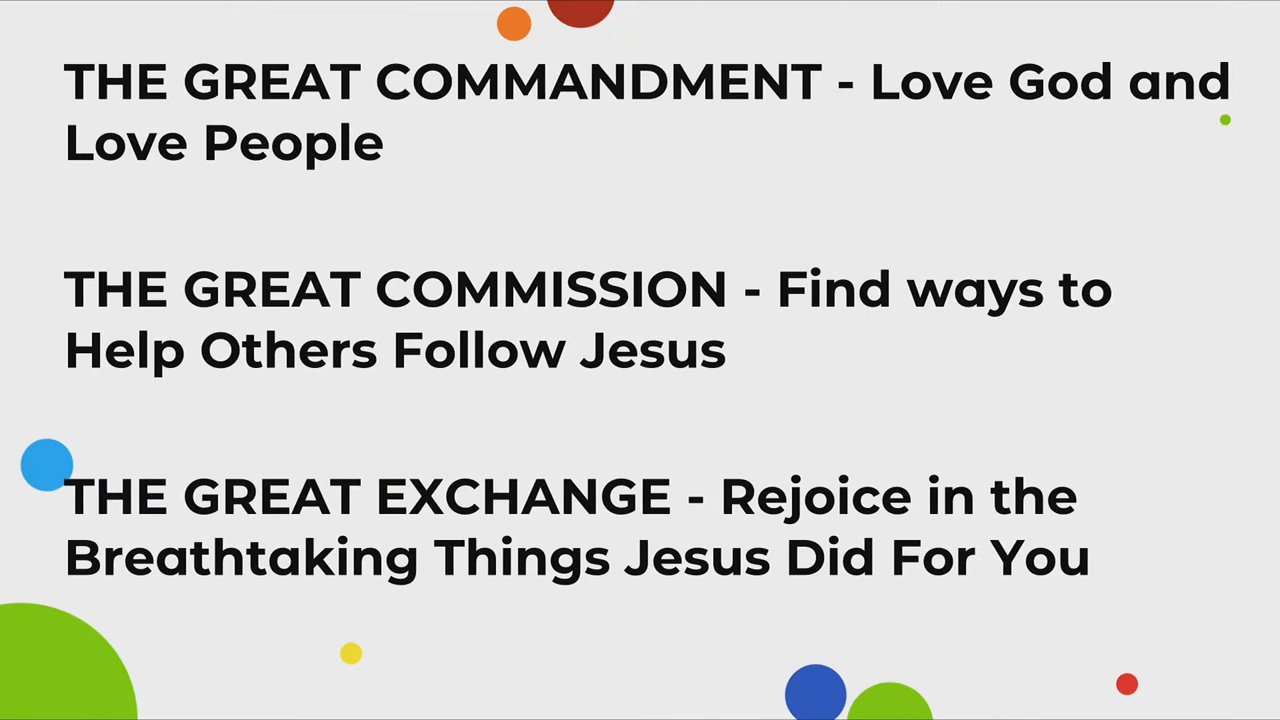 THE GREAT COMMANDMENT - Love God and
Love People
THE GREAT COMMISSION - Find ways to
Help Others Follow Jesus
THE GREAT EXCHANGE - Rejoice in the
Breathtaking Things Jesus Did For You